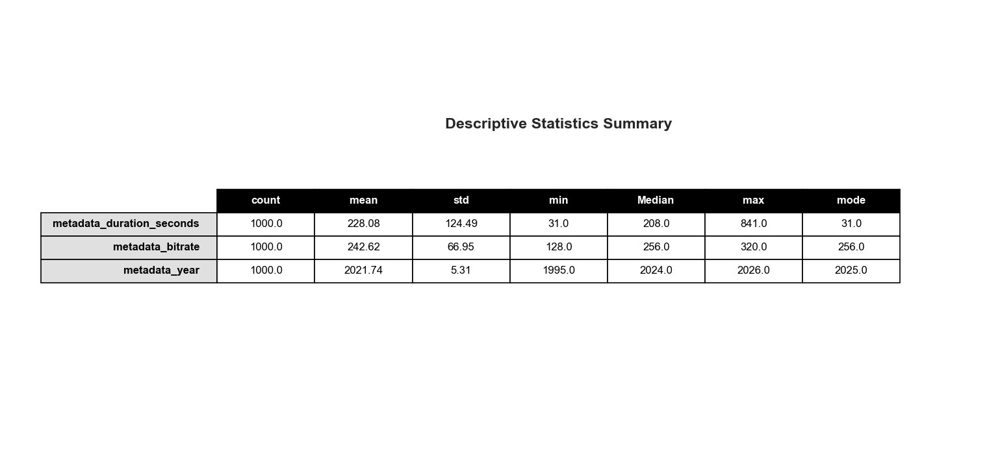 Descriptive Statistics Summary
count mean std min Median max mode
metadata_duration_seconds 1000.0 228.08 124.49 31.0 208.0 841.0 31.0
metadata_bitrate 1000.0 242.62 66.95 128.0 256.0 320.0 256.0
metadata_year 1000.0 2021.74 5.31 1995.0 2024.0 2026.0 2025.0